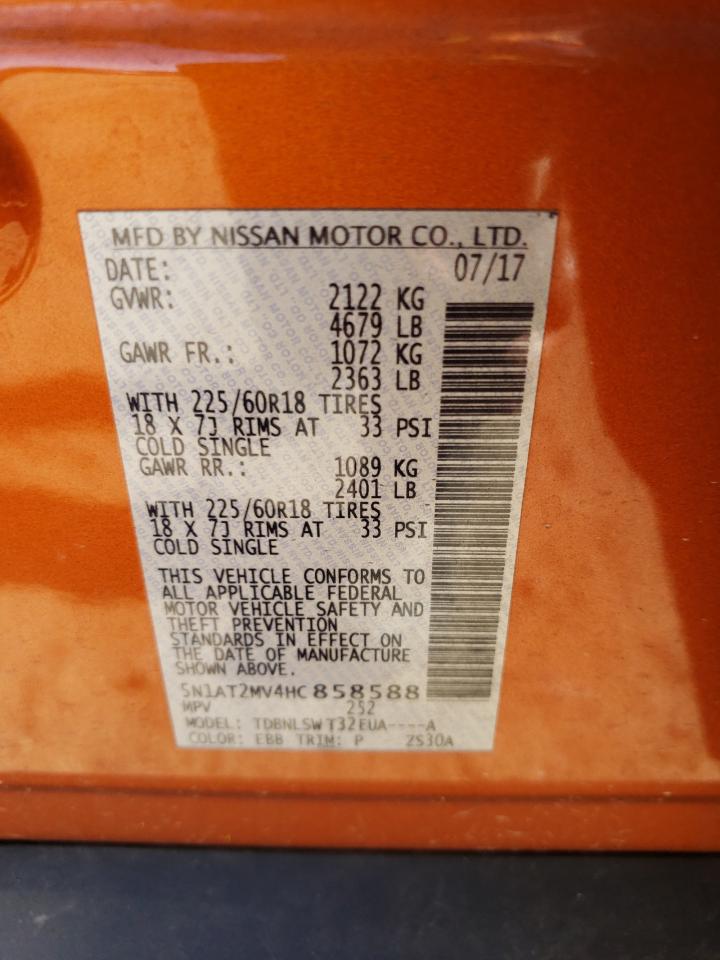 MFD BY NISSAN MOTOR CO., LTD.
DATE: 07/17
GVWR: 2122 KG
4679 LB
GAWR FR.: 1072 KG
2363 LB
WITH 225/60R18 TIRES
18 X 7J RIMS AT 33 PSI
COLD SINGLE
GAWR RR.: 1089 KG
2401 LB
WITH 225/60R18 TIRES
18 X 7J RIMS AT 33 PSI
COLD SINGLE
THIS VEHICLE CONFORMS TO
ALL APPLICABLE FEDERAL
MOTOR VEHICLE SAFETY AND
THEFT PREVENTION
STANDARDS IN EFFECT ON
THE DATE OF MANUFACTURE
SHOWN ABOVE.
5N1AT2MV4HC858588
MPV 252
MODEL: TDBNLSWT32EUA----A
COLOR: EBB TRIM: P ZS30A